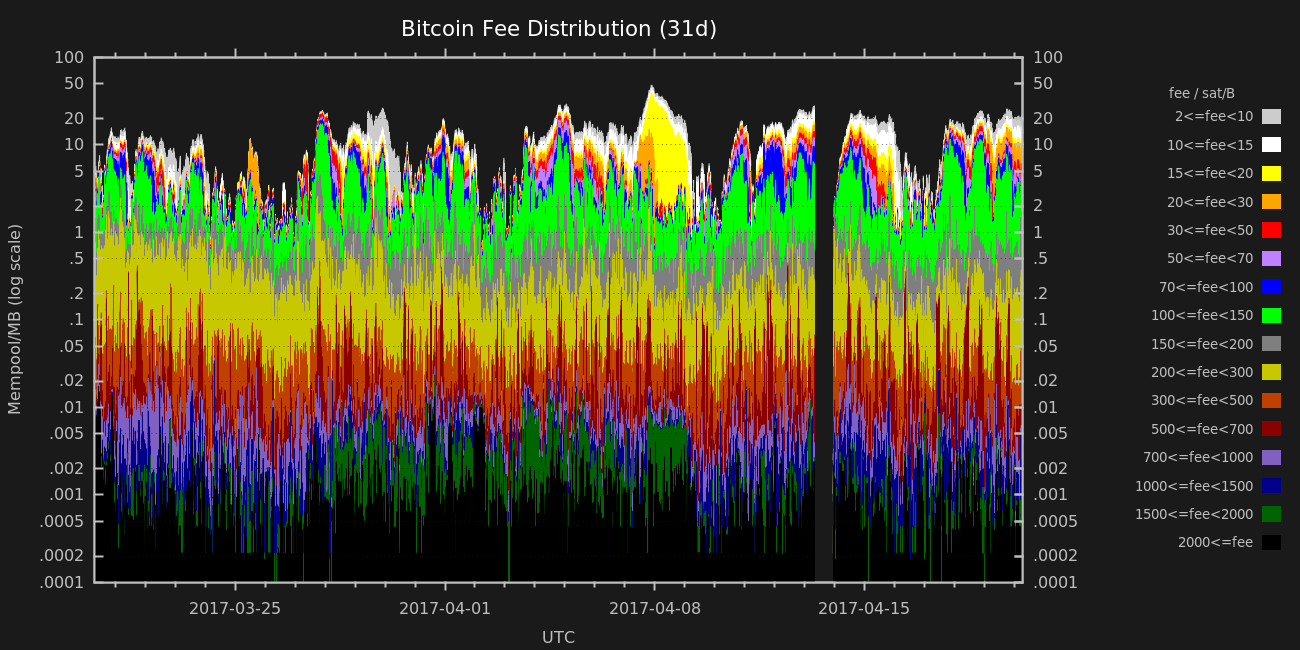 Bitcoin Fee Distribution (31d)
100
50
20
10
5
2
1
.5
.2
.1
.05
.02
.01
.005
.002
.001
.0005
.0002
.0001
Mempool/MB (log scale)
100
50
20
10
5
2
1
.5
.2
.1
.05
.02
.01
.005
.002
.001
.0005
.0002
.0001
2017-03-25
2017-04-01
2017-04-08
2017-04-15
UTC
fee / sat/B
2<=fee<10
10<=fee<15
15<=fee<20
20<=fee<30
30<=fee<50
50<=fee<70
70<=fee<100
100<=fee<150
150<=fee<200
200<=fee<300
300<=fee<500
500<=fee<700
700<=fee<1000
1000<=fee<1500
1500<=fee<2000
2000<=fee